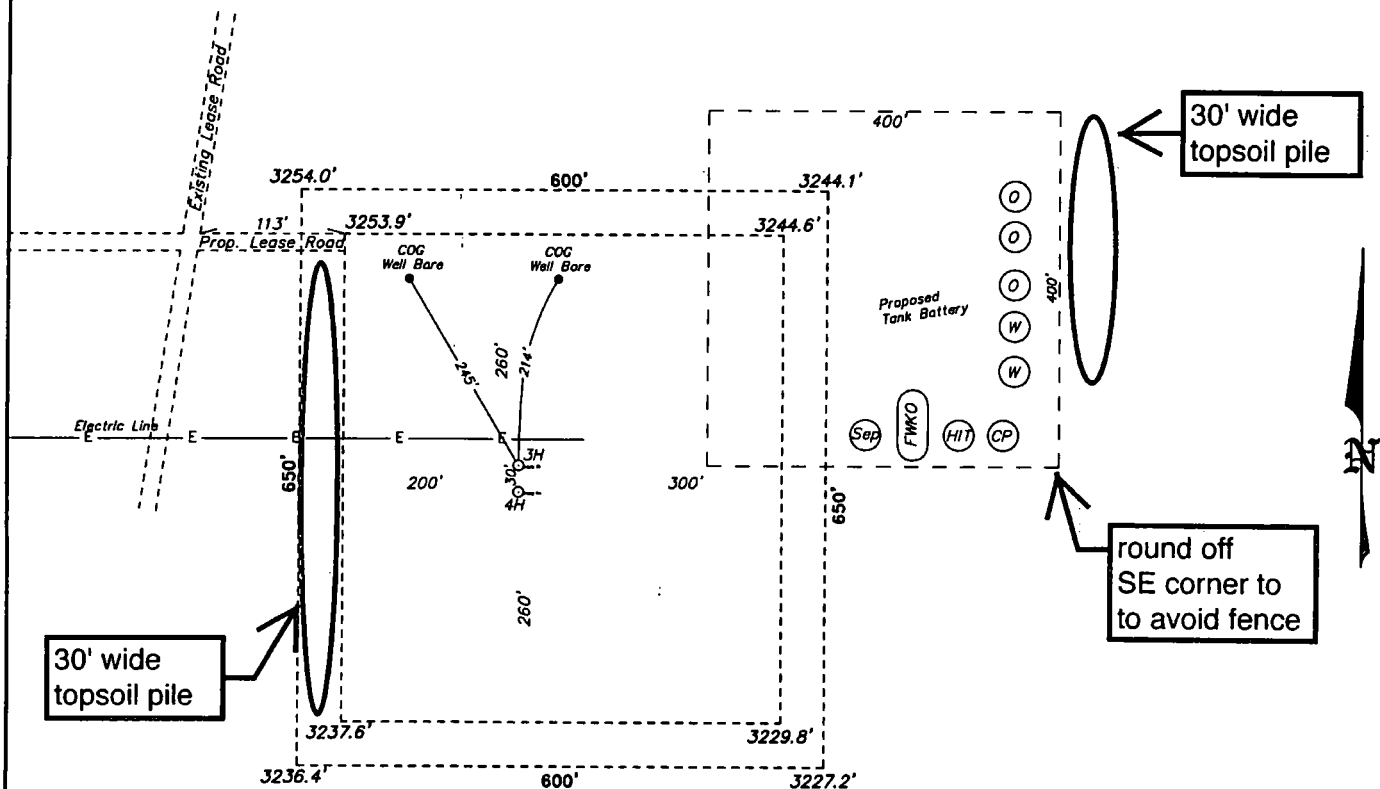 Existing Lease Road
400'
30' wide
topsoil pile
3254.0'
600'
3244.1'
113'
3253.9'
3244.6'
Prop. Lease Road
COG
Well Bore
COG
Well Bore
O
O
O
W
W
400'
Proposed
Tank Battery
245'
260'
214'
Electric Line
E
E
E
E
E
Sep
FWKO
H/T
CP
3H
30'
4H
650'
200'
300'
650'
N
260'
round off
SE corner to
to avoid fence
30' wide
topsoil pile
3237.6'
3229.8'
3236.4'
600'
3227.2'